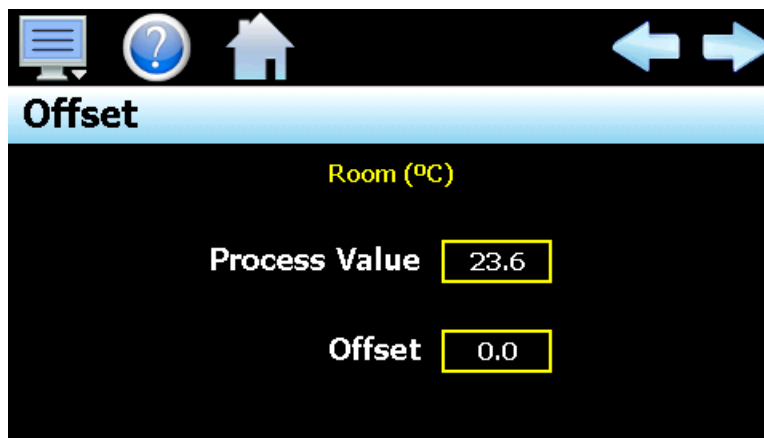 ?
Offset
Room (ºC)
Process Value 23.6
Offset 0.0